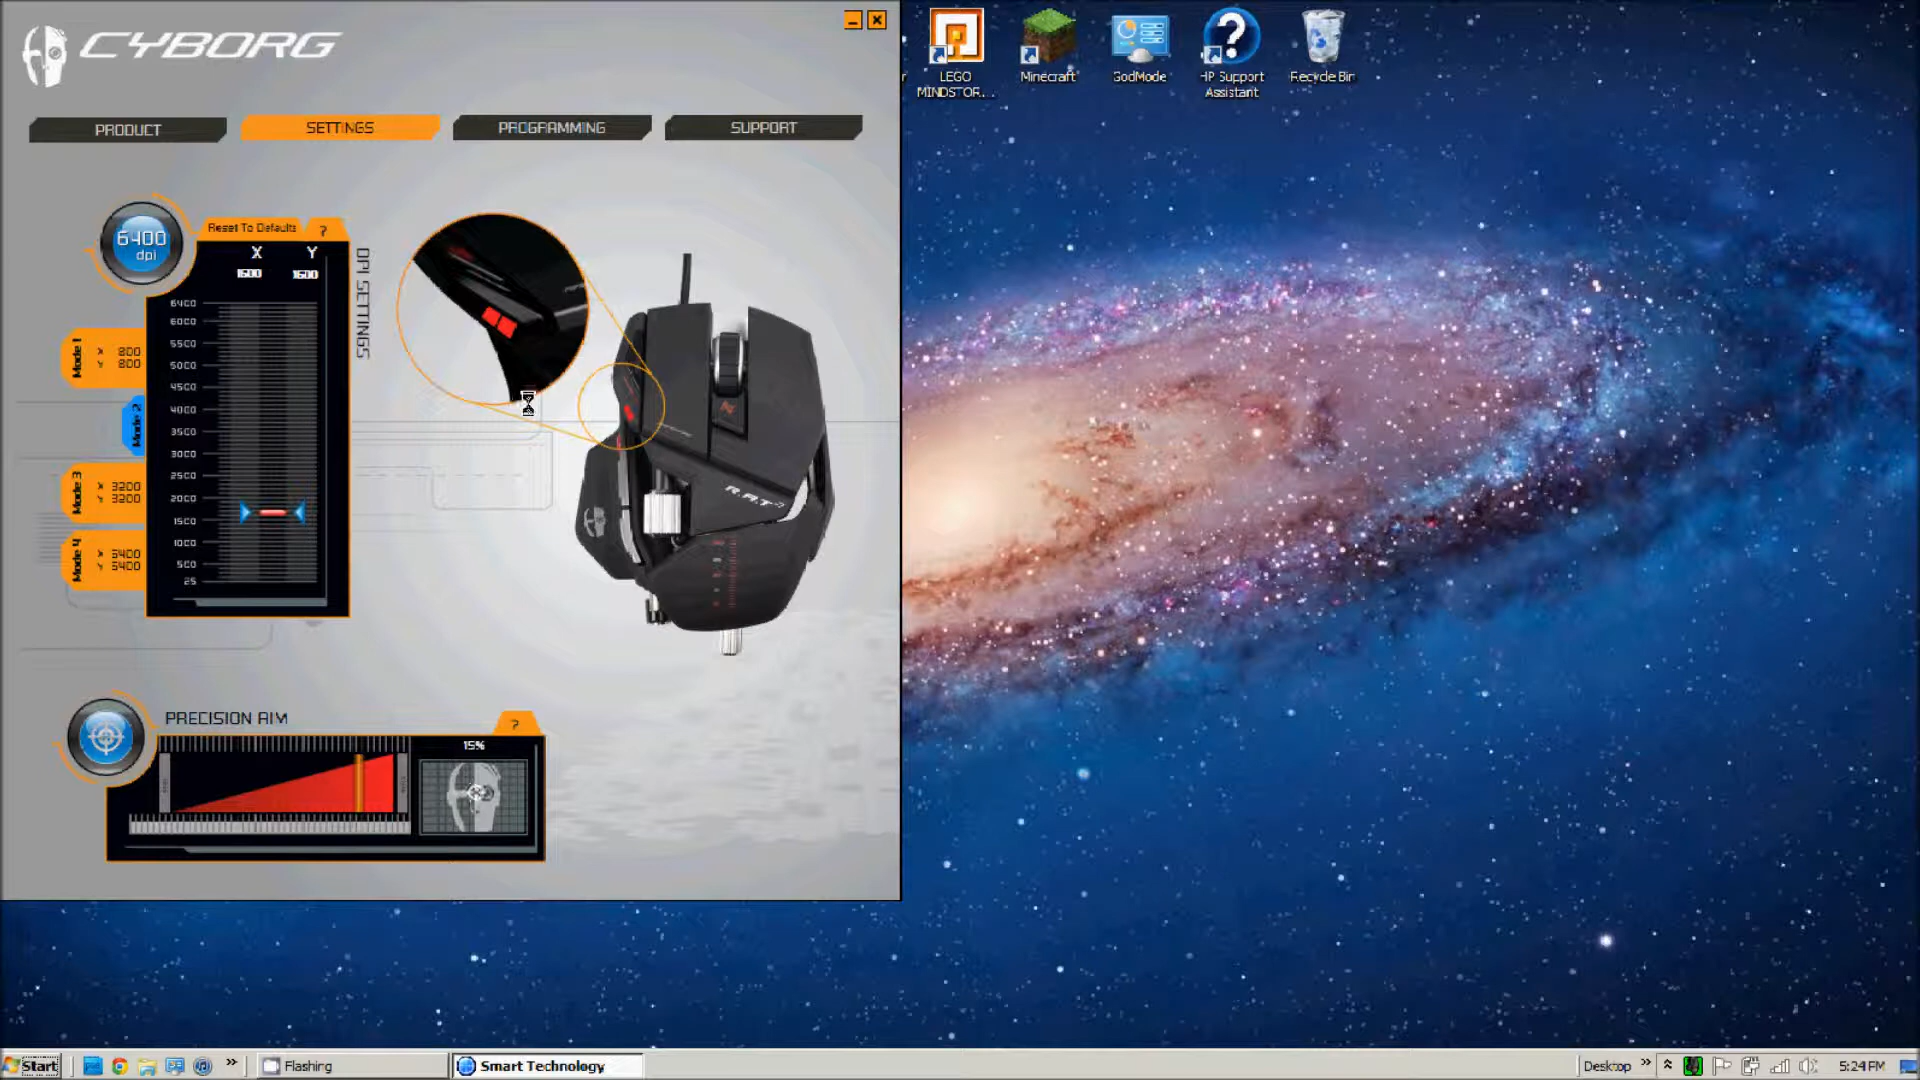 CYBORG
PRODUCT
SETTINGS
PROGRAMMING
SUPPORT
6400
dpi
Reset To Defaults
?
X Y
1600 1600
DPI SETTINGS
6400
6000
5500
5000
4500
4000
3500
3000
2500
2000
1500
1000
500
25
Mode 1
X 800
Y 800
Mode 2
Mode 3
X 3200
Y 3200
Mode 4
X 6400
Y 6400
R.A.T 7
PRECISION AIM
?
15%
LEGO
MINDSTOR...
Minecraft
GodMode
HP Support
Assistant
Recycle Bin
Start
»
Flashing
Smart Technology
Desktop »
5:24 PM